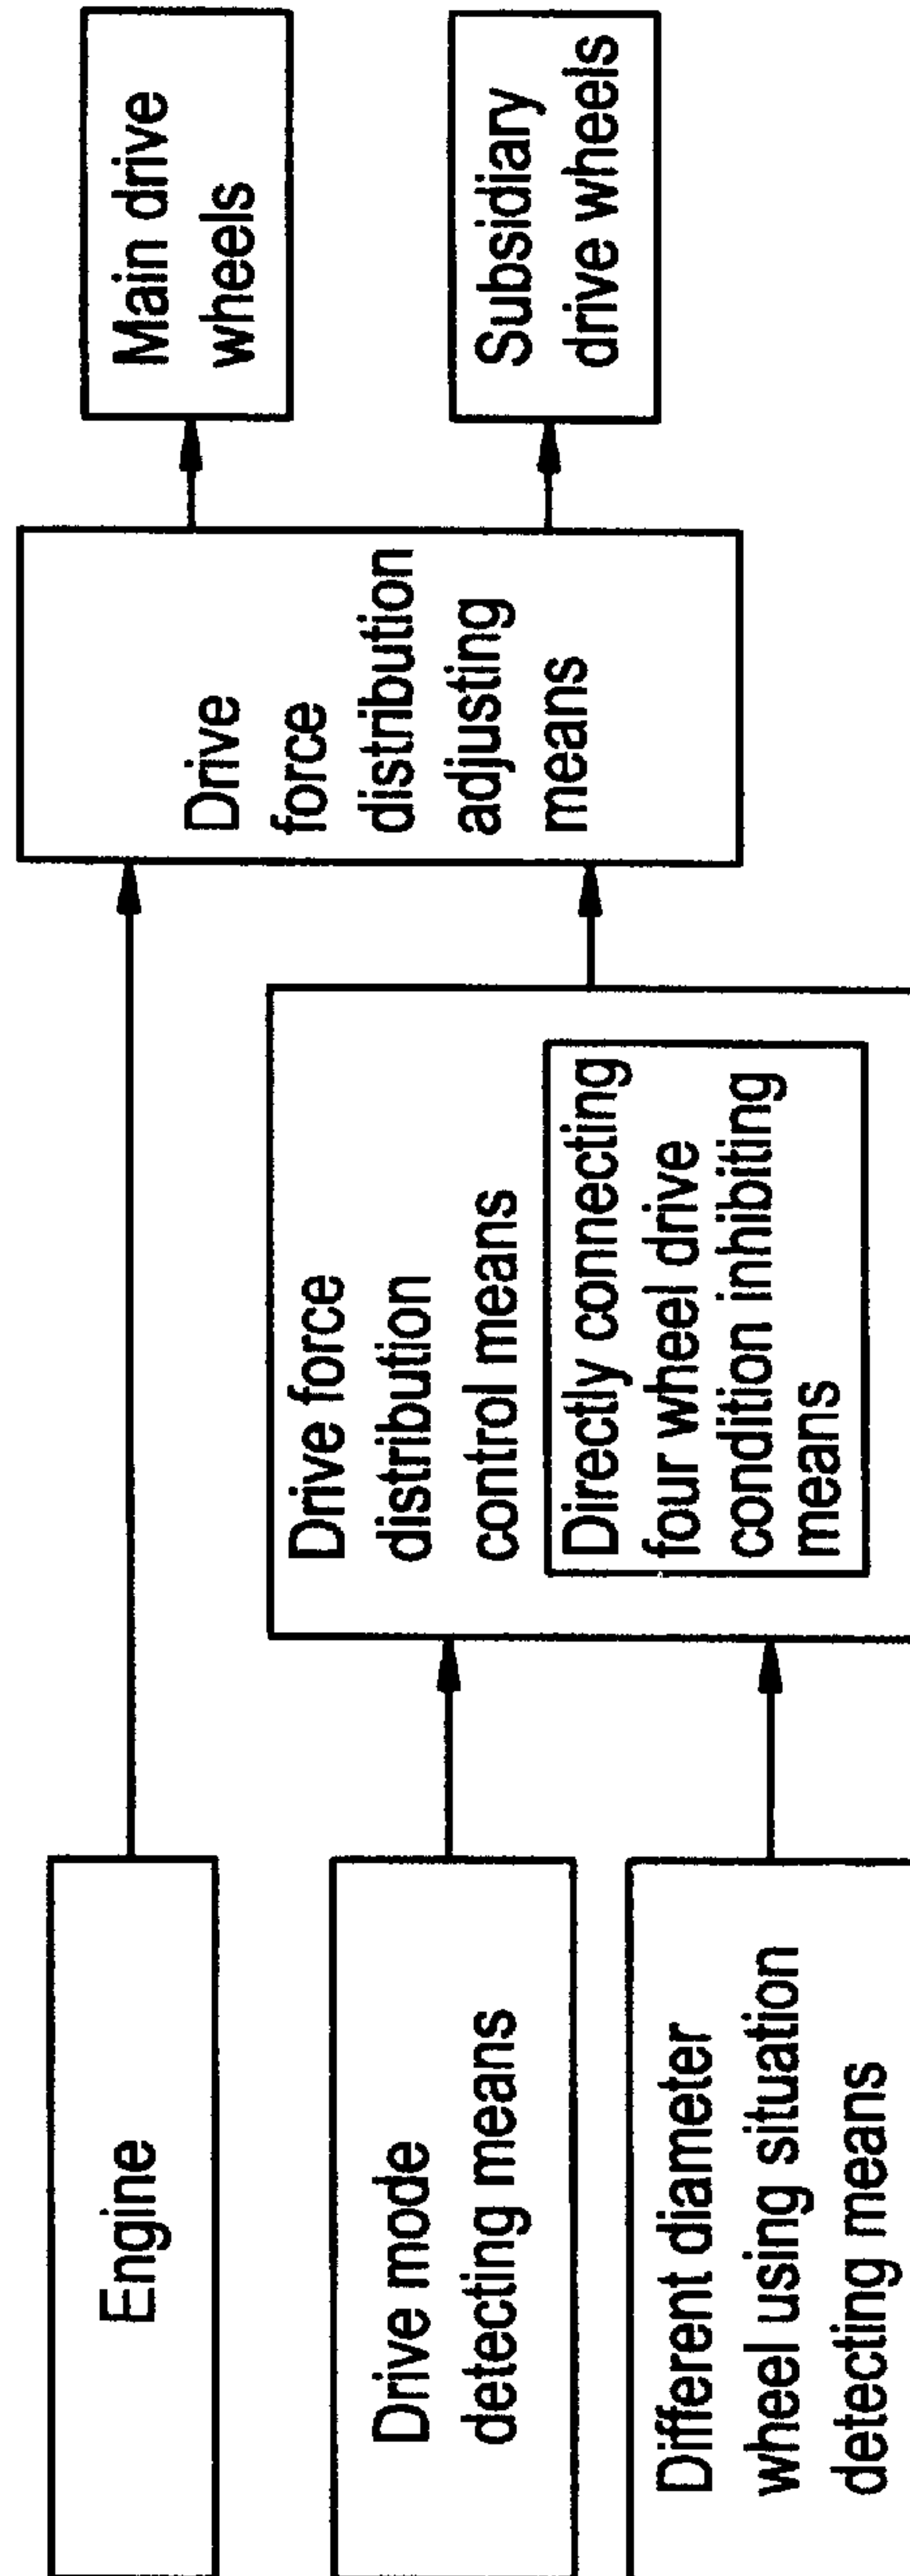 Engine
Drive mode
detecting means
Different diameter
wheel using situation
detecting means
Drive force
distribution
control means
Directly connecting
four wheel drive
condition inhibiting
means
Drive
force
distribution
adjusting
means
Main drive
wheels
Subsidiary
drive wheels